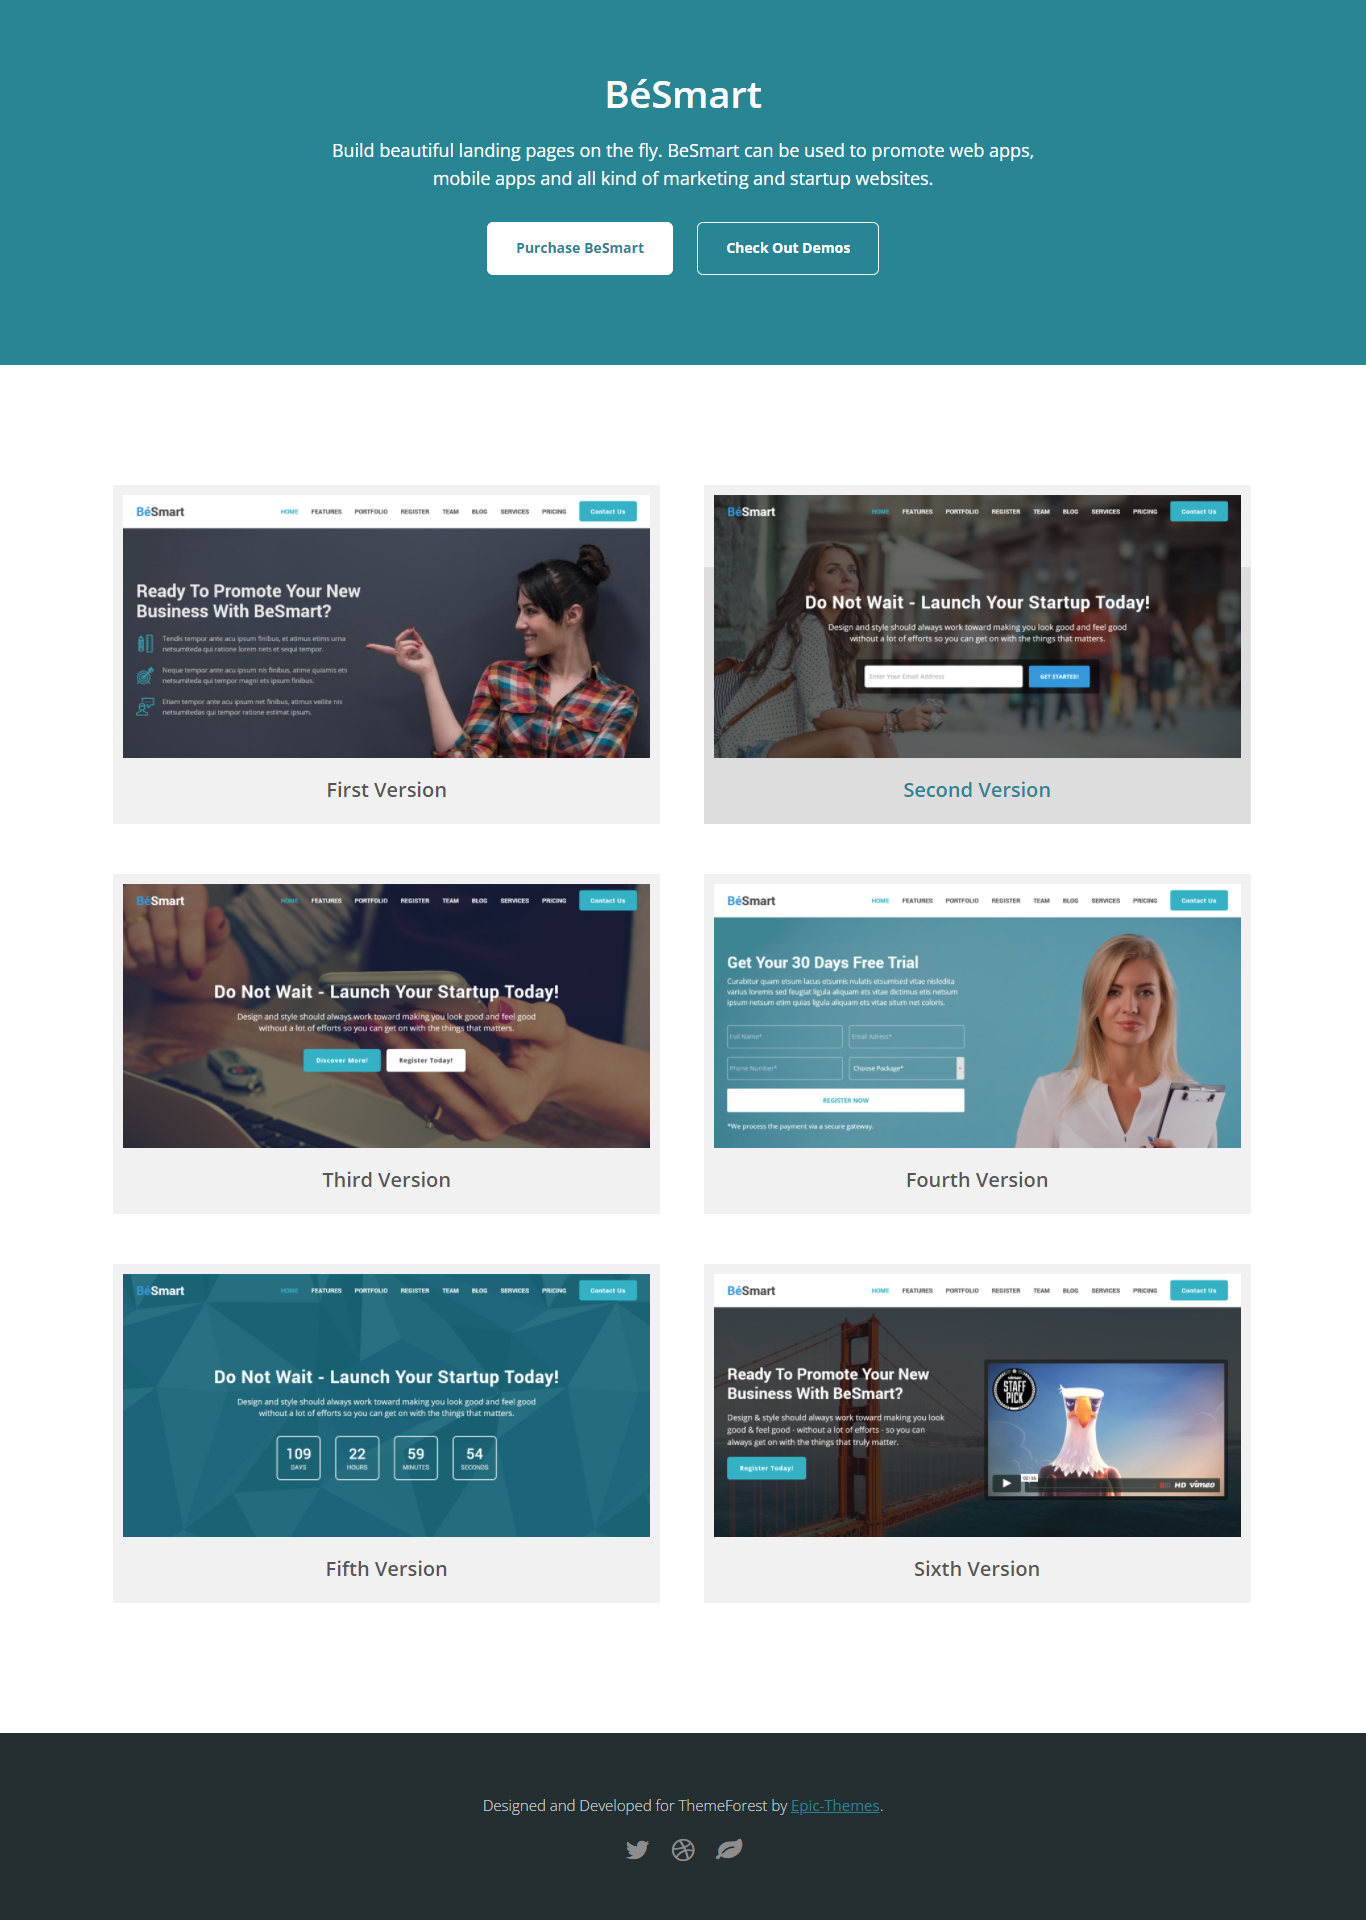 BéSmart
Build beautiful landing pages on the fly. BeSmart can be used to promote web apps,
mobile apps and all kind of marketing and startup websites.
Purchase BeSmart
Check Out Demos
BéSmart
HOME FEATURES PORTFOLIO REGISTER TEAM BLOG SERVICES PRICING Contact Us
Ready To Promote Your New
Business With BeSmart?
Tendis tempor ante acu ipsum finibus, et atimus etims urna
netsumiteda qui ratione lorem nets et sequi tempor.
Neque tempor ante acu ipsum nis finibus, atime quiamis ets
netsumiteda qui tempor magni ets ipsum finibus.
Etiam tempor ante acu ipsum net finibus, atimus vellite nis
netsumitedas qui tempor ratione estimat ipsum.
First Version
BéSmart
HOME FEATURES PORTFOLIO REGISTER TEAM BLOG SERVICES PRICING Contact Us
Do Not Wait - Launch Your Startup Today!
Design and style should always work toward making you look good and feel good
without a lot of efforts so you can get on with the things that matters.
Enter Your Email Address
GET STARTED!
Second Version
BéSmart
HOME FEATURES PORTFOLIO REGISTER TEAM BLOG SERVICES PRICING Contact Us
Do Not Wait - Launch Your Startup Today!
Design and style should always work toward making you look good and feel good
without a lot of efforts so you can get on with the things that matters.
Discover More!
Register Today!
Third Version
BéSmart
HOME FEATURES PORTFOLIO REGISTER TEAM BLOG SERVICES PRICING Contact Us
Get Your 30 Days Free Trial
Curabitur quam etsum lacus etsumis nulatis etsumised vitae nisledita
varius loremis sed feugiat ligula aliquam ets vitae dictimus etis netsum
ipsum netsum etim quias ligula aliquam ets vitae situm net coloris.
Full Name*
Email Adress*
Phone Number*
Choose Package*
REGISTER NOW
*We process the payment via a secure gateway.
Fourth Version
BéSmart
HOME FEATURES PORTFOLIO REGISTER TEAM BLOG SERVICES PRICING Contact Us
Do Not Wait - Launch Your Startup Today!
Design and style should always work toward making you look good and feel good
without a lot of efforts so you can get on with the things that matters.
109 22 59 54
DAYS HOURS MINUTES SECONDS
Fifth Version
BéSmart
HOME FEATURES PORTFOLIO REGISTER TEAM BLOG SERVICES PRICING Contact Us
Ready To Promote Your New
Business With BeSmart?
Design & style should always work toward making you look
good & feel good - without a lot of efforts - so you can
always get on with the things that truly matter.
Register Today!
vimeo
STAFF
PICK
HD vimeo
Sixth Version
Designed and Developed for ThemeForest by Epic-Themes.